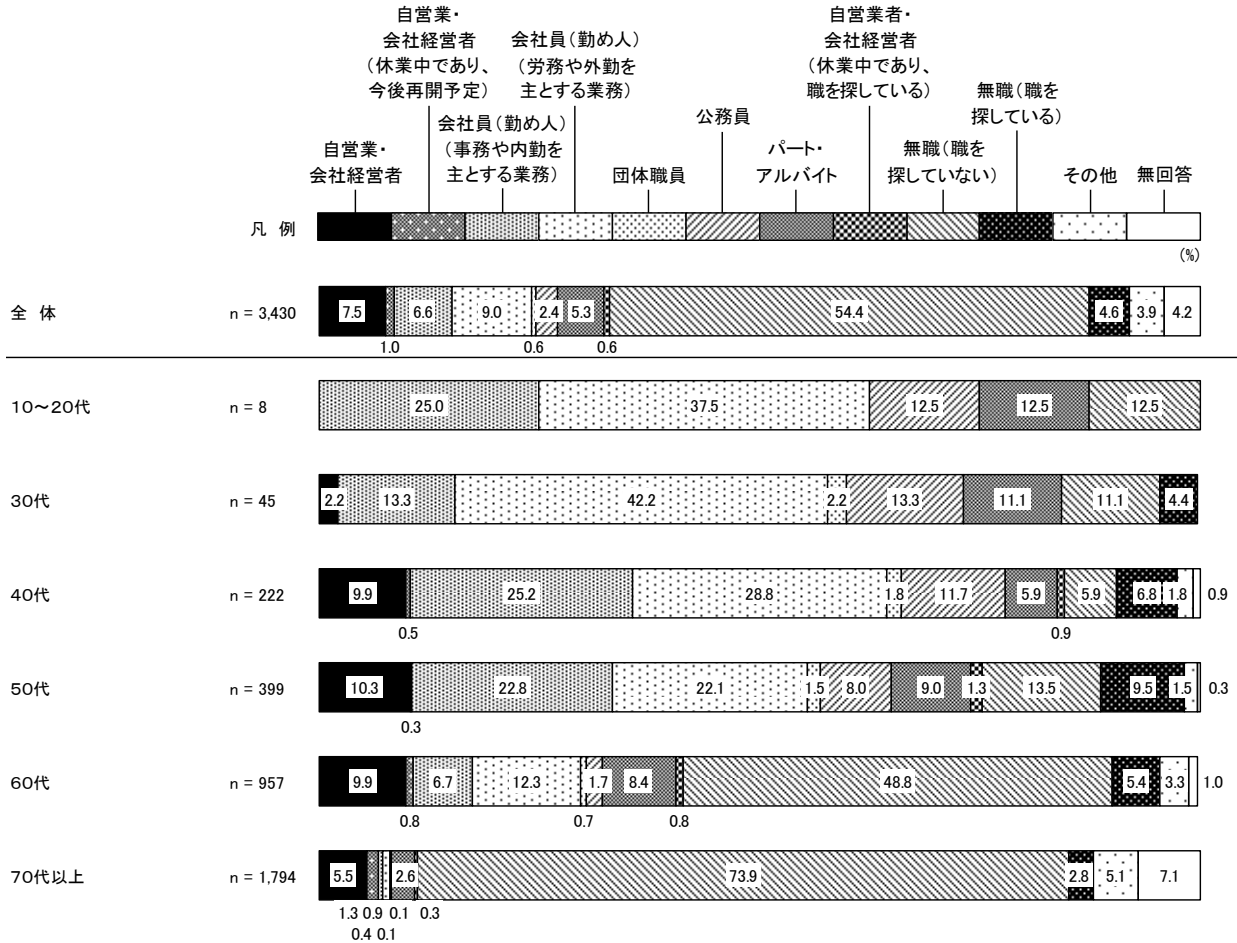 自営業・
会社経営者
(休業中であり、
今後再開予定)
会社員(勤め人)
(労務や外勤を
主とする業務)
自営業者・
会社経営者
(休業中であり、
職を探している)
無職(職を
探している)
会社員(勤め人)
(事務や内勤を
主とする業務)
公務員
自営業・
会社経営者
団体職員
パート・
アルバイト
無職(職を
探していない)
その他
無回答
凡 例
(%)
全 体 n = 3,430 7.5 6.6 9.0 2.4 5.3 54.4 4.6 3.9 4.2
1.0 0.6 0.6
10~20代 n = 8 25.0 37.5 12.5 12.5 12.5
30代 n = 45 2.2 13.3 42.2 2.2 13.3 11.1 11.1 4.4
40代 n = 222 9.9 25.2 28.8 1.8 11.7 5.9 5.9 6.8 1.8 0.9
0.5 0.9
50代 n = 399 10.3 22.8 22.1 1.5 8.0 9.0 1.3 13.5 9.5 1.5 0.3
0.3
60代 n = 957 9.9 6.7 12.3 1.7 8.4 48.8 5.4 3.3 1.0
0.8 0.7 0.8
70代以上 n = 1,794 5.5 2.6 73.9 2.8 5.1 7.1
1.3 0.9 0.1 0.3
0.4 0.1